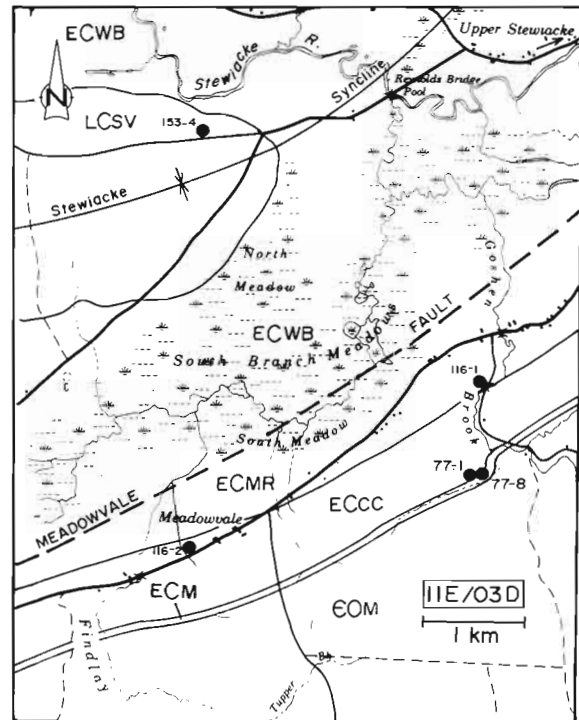 ECWB
Upper Stewiacke
Stewiacke R.
Reynolds Bridge
Pool
Syncline
N
LCSV
153-4
Stewiacke
North
Meadow
Goshen
ECWB
South Branch Meadows
FAULT
116-1
South Meadow
Brook
MEADOWVALE
ECMR
77-1
77-8
ECCC
Meadowvale
116-2
ECM
ЄOM
11E/03D
1 km
Findlay
Bk
Tupper